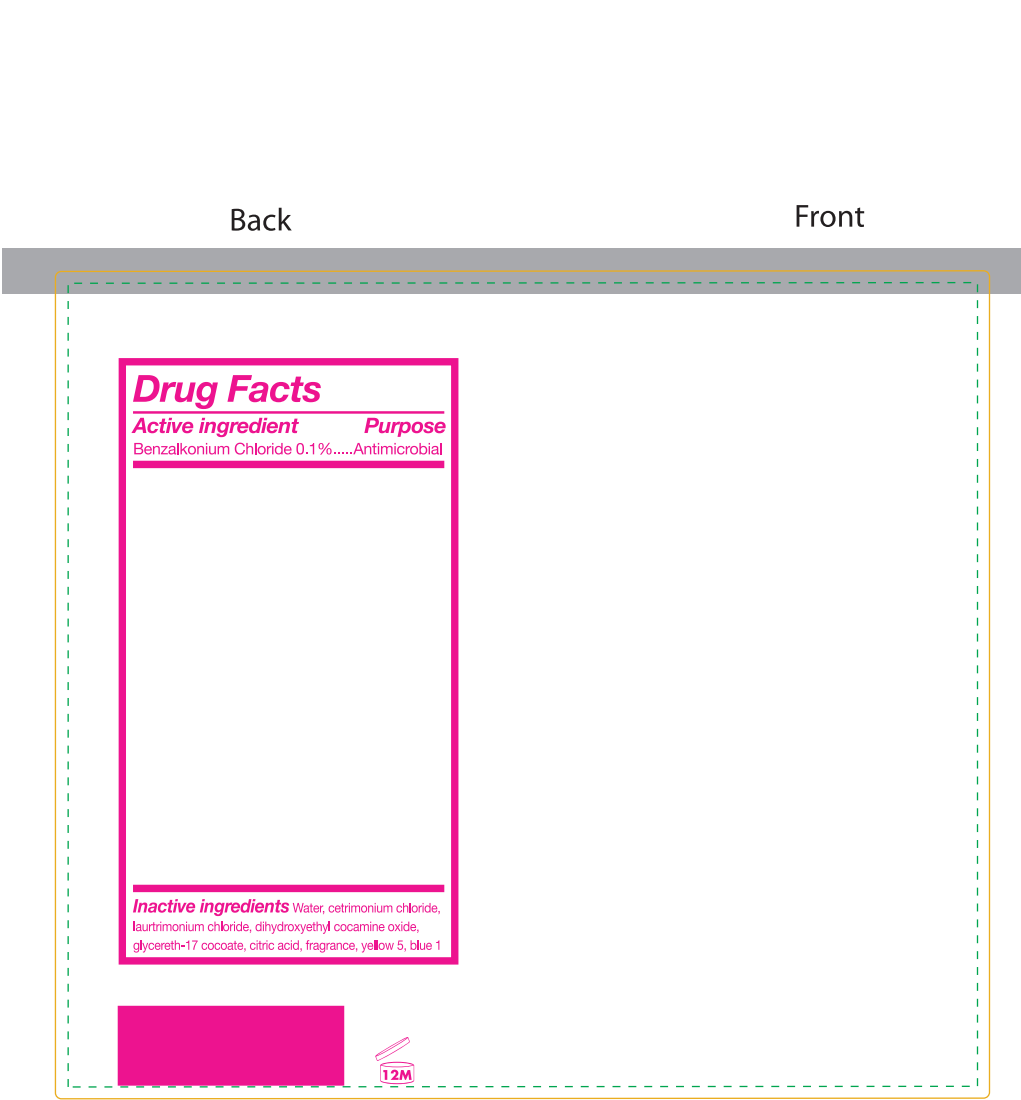 Back
Front
Drug Facts
Active ingredient Purpose
Benzalkonium Chloride 0.1%.....Antimicrobial
Inactive ingredients Water, cetrimonium chloride,
laurtrimonium chloride, dihydroxyethyl cocamine oxide,
glycereth-17 cocoate, citric acid, fragrance, yellow 5, blue 1
12M